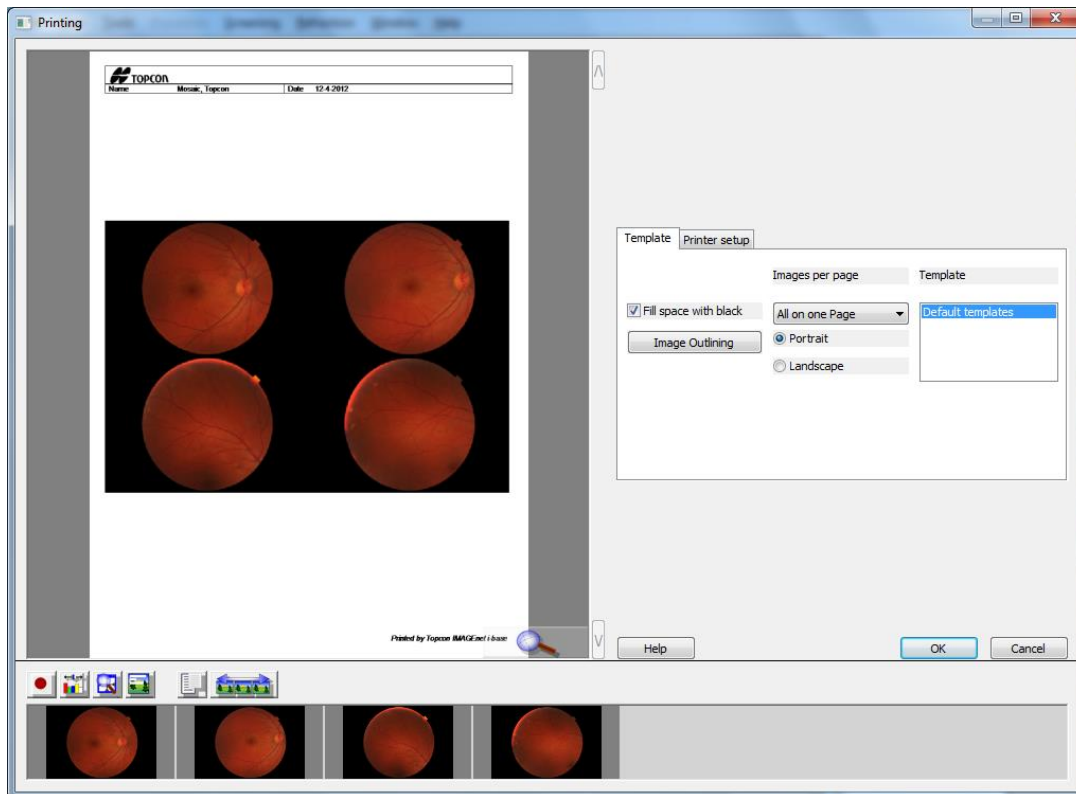 Printing
TOPCON
Name Mosaic, Topcon Date 12-4-2012
Printed by Topcon IMAGEnet i-base
Template Printer setup
Images per page Template
Fill space with black All on one Page Default templates
Image Outlining Portrait
Landscape
Help OK Cancel